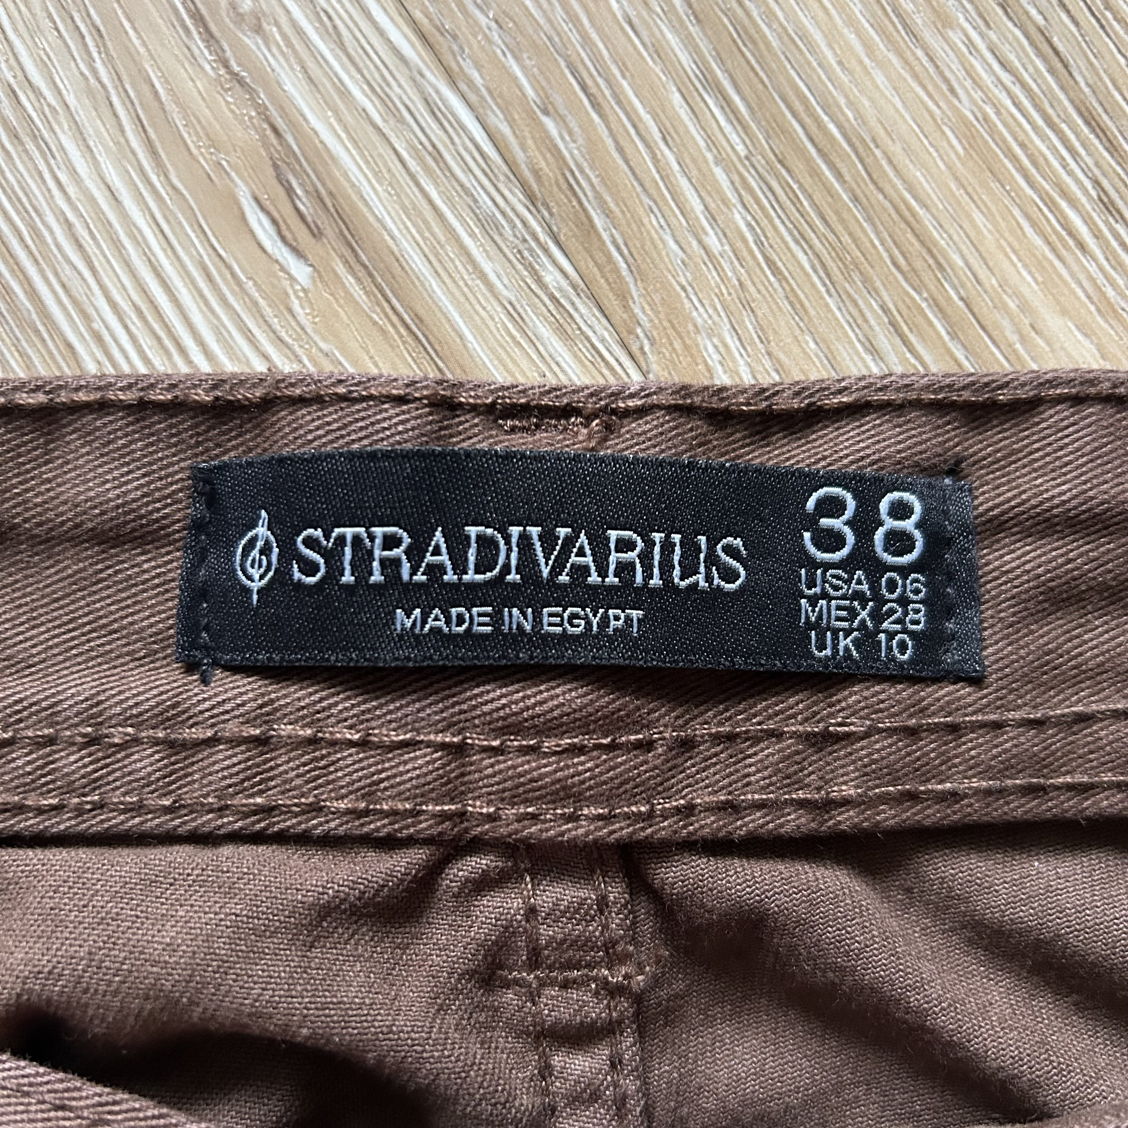 STRADIVARIUS
MADE IN EGYPT
38
USA 06
MEX 28
UK 10